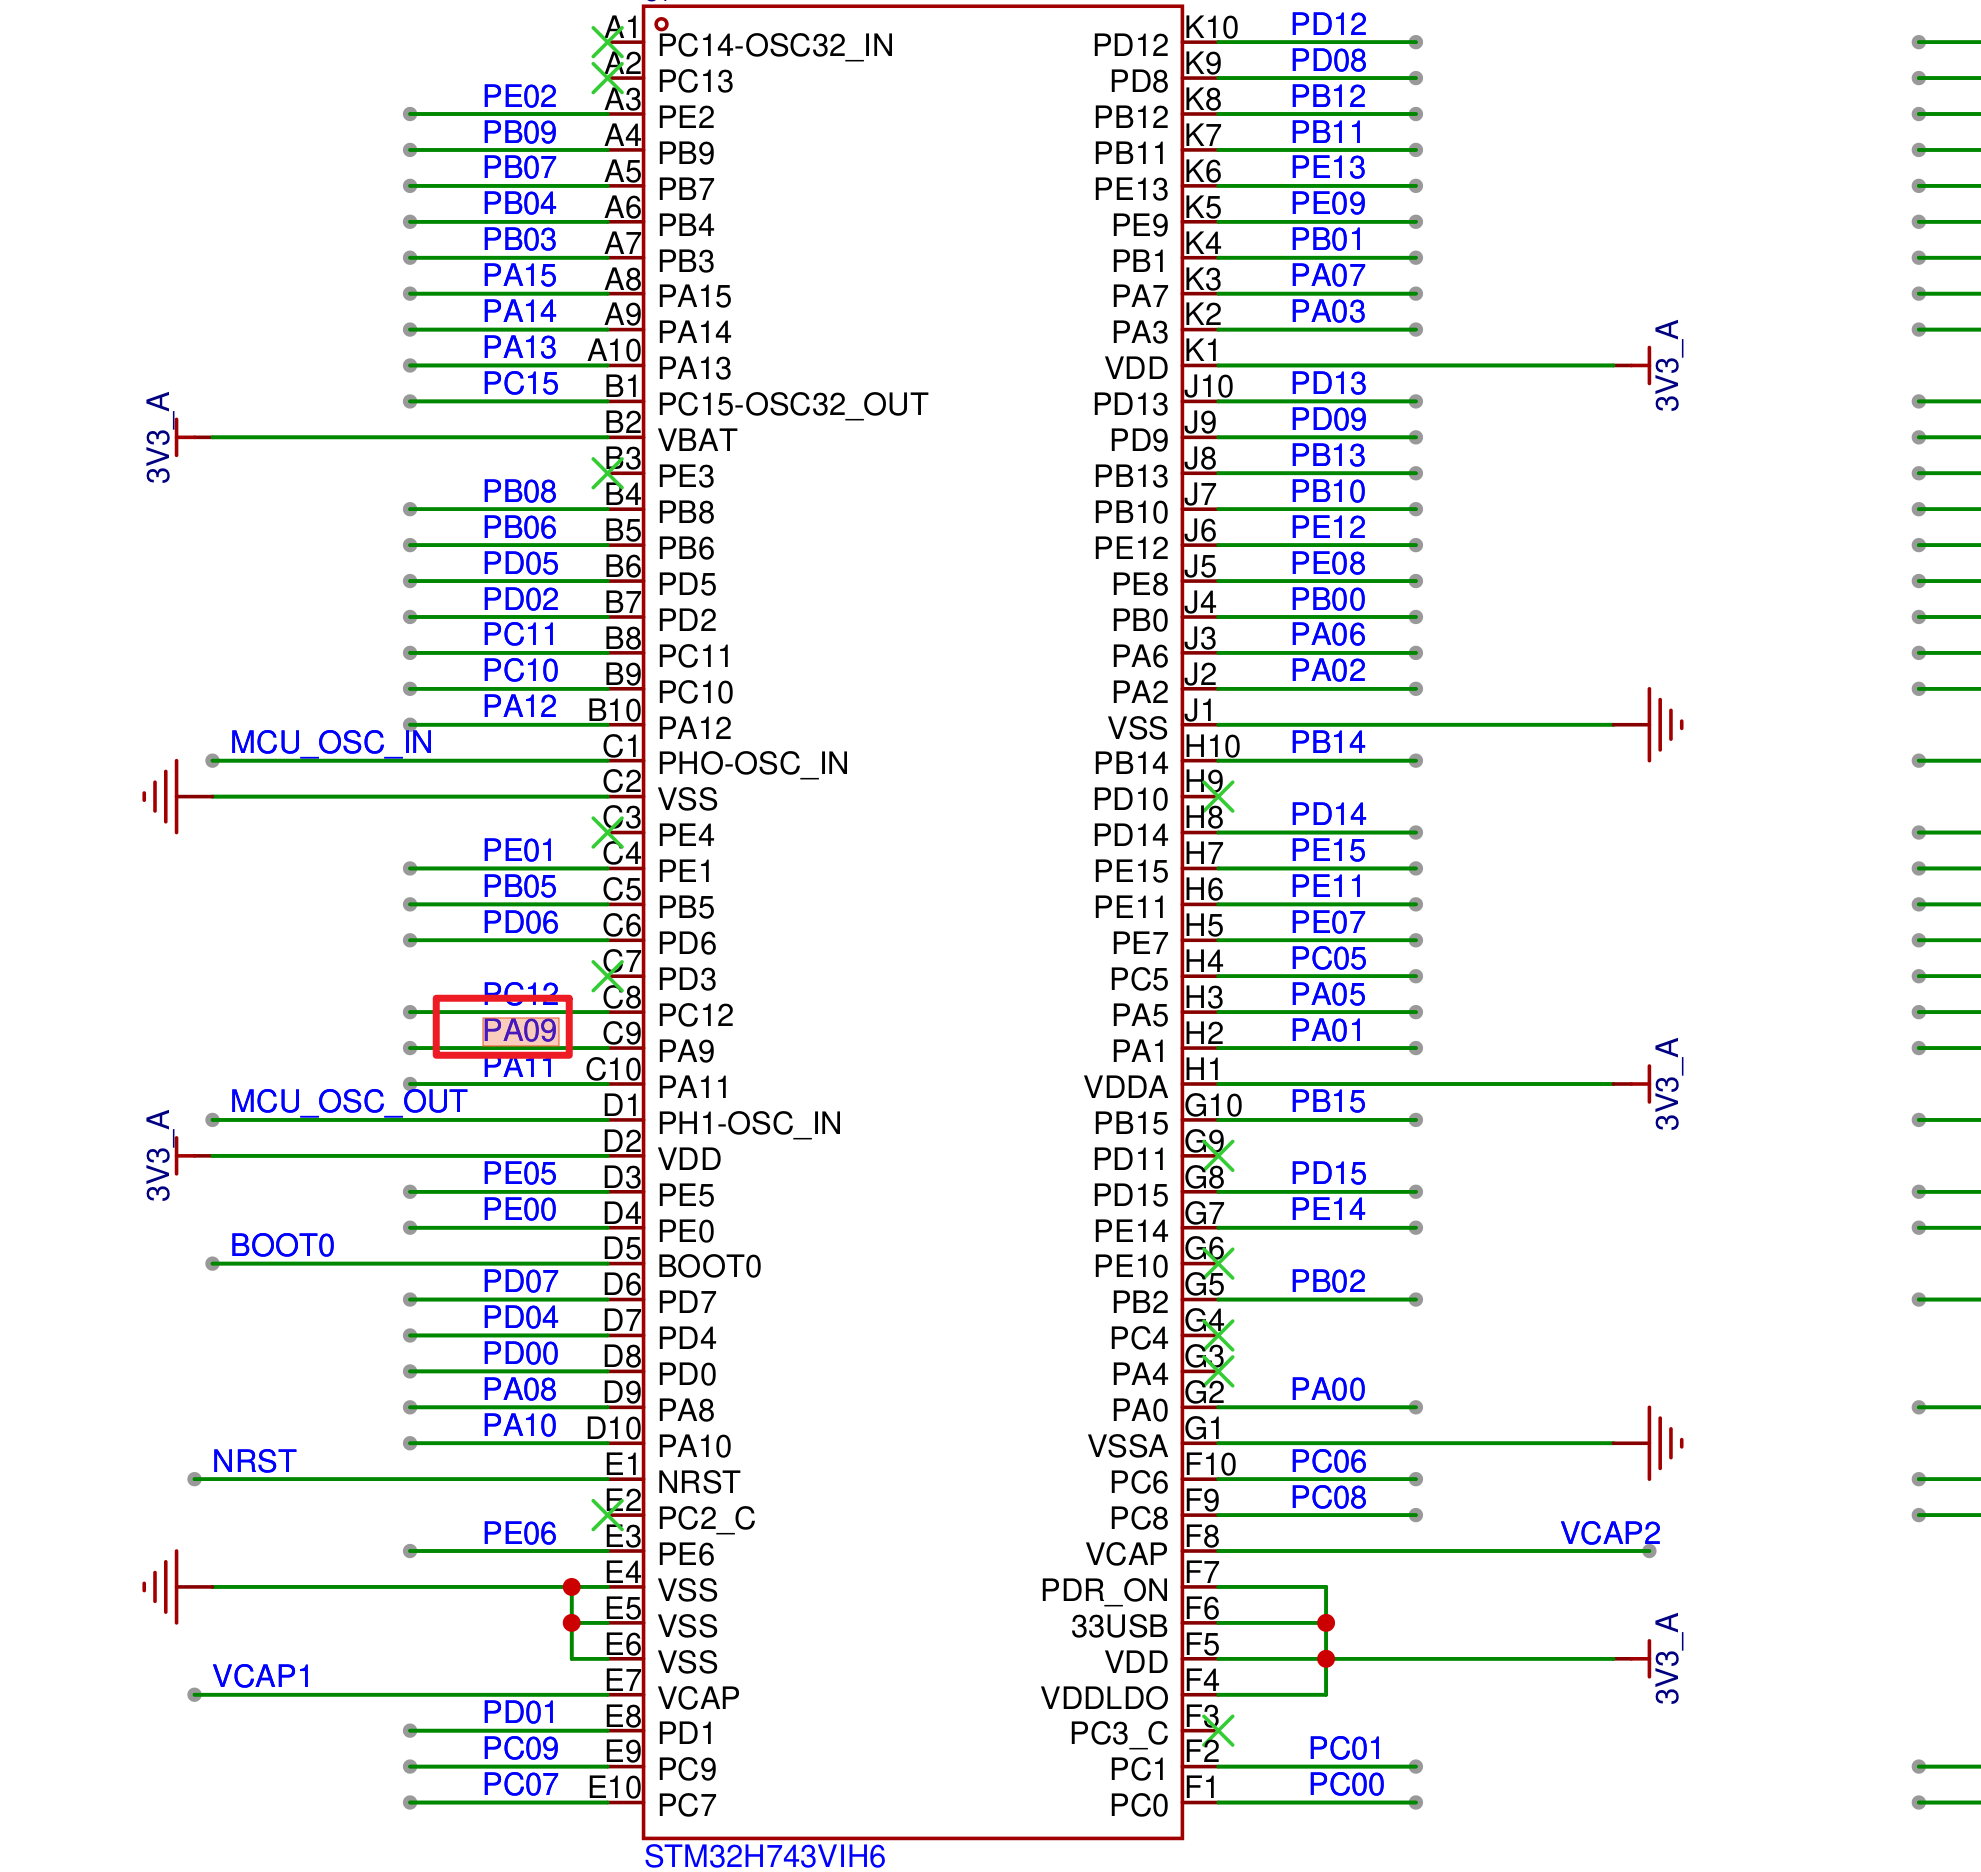 A1 PC14-OSC32_IN PD12 K10 PD12
A2 PC13 PD8 K9 PD08
PE02 A3 PE2 PB12 K8 PB12
PB09 A4 PB9 PB11 K7 PB11
PB07 A5 PB7 PE13 K6 PE13
PB04 A6 PB4 PE9 K5 PE09
PB03 A7 PB3 PB1 K4 PB01
PA15 A8 PA15 PA7 K3 PA07
PA14 A9 PA14 PA3 K2 PA03
PA13 A10 PA13 VDD K1 3V3_A
PC15 B1 PC15-OSC32_OUT PD13 J10 PD13
3V3_A B2 VBAT PD9 J9 PD09
B3 PE3 PB13 J8 PB13
PB08 B4 PB8 PB10 J7 PB10
PB06 B5 PB6 PE12 J6 PE12
PD05 B6 PD5 PE8 J5 PE08
PD02 B7 PD2 PB0 J4 PB00
PC11 B8 PC11 PA6 J3 PA06
PC10 B9 PC10 PA2 J2 PA02
PA12 B10 PA12 VSS J1
MCU_OSC_IN C1 PHO-OSC_IN PB14 H10 PB14
C2 VSS PD10 H9
C3 PE4 PD14 H8 PD14
PE01 C4 PE1 PE15 H7 PE15
PB05 C5 PB5 PE11 H6 PE11
PD06 C6 PD6 PE7 H5 PE07
C7 PD3 PC5 H4 PC05
PC12 C8 PC12 PA5 H3 PA05
PA09 C9 PA9 PA1 H2 PA01
PA11 C10 PA11 VDDA H1 3V3_A
MCU_OSC_OUT D1 PH1-OSC_IN PB15 G10 PB15
3V3_A D2 VDD PD11 G9
PE05 D3 PE5 PD15 G8 PD15
PE00 D4 PE0 PE14 G7 PE14
BOOT0 D5 BOOT0 PE10 G6
PD07 D6 PD7 PB2 G5 PB02
PD04 D7 PD4 PC4 G4
PD00 D8 PD0 PA4 G3
PA08 D9 PA8 PA0 G2 PA00
PA10 D10 PA10 VSSA G1
NRST E1 NRST PC6 F10 PC06
E2 PC2_C PC8 F9 PC08
PE06 E3 PE6 VCAP F8 VCAP2
E4 VSS PDR_ON F7
E5 VSS 33USB F6
E6 VSS VDD F5 3V3_A
VCAP1 E7 VCAP VDDLDO F4
PD01 E8 PD1 PC3_C F3
PC09 E9 PC9 PC1 F2 PC01
PC07 E10 PC7 PC0 F1 PC00
STM32H743VIH6